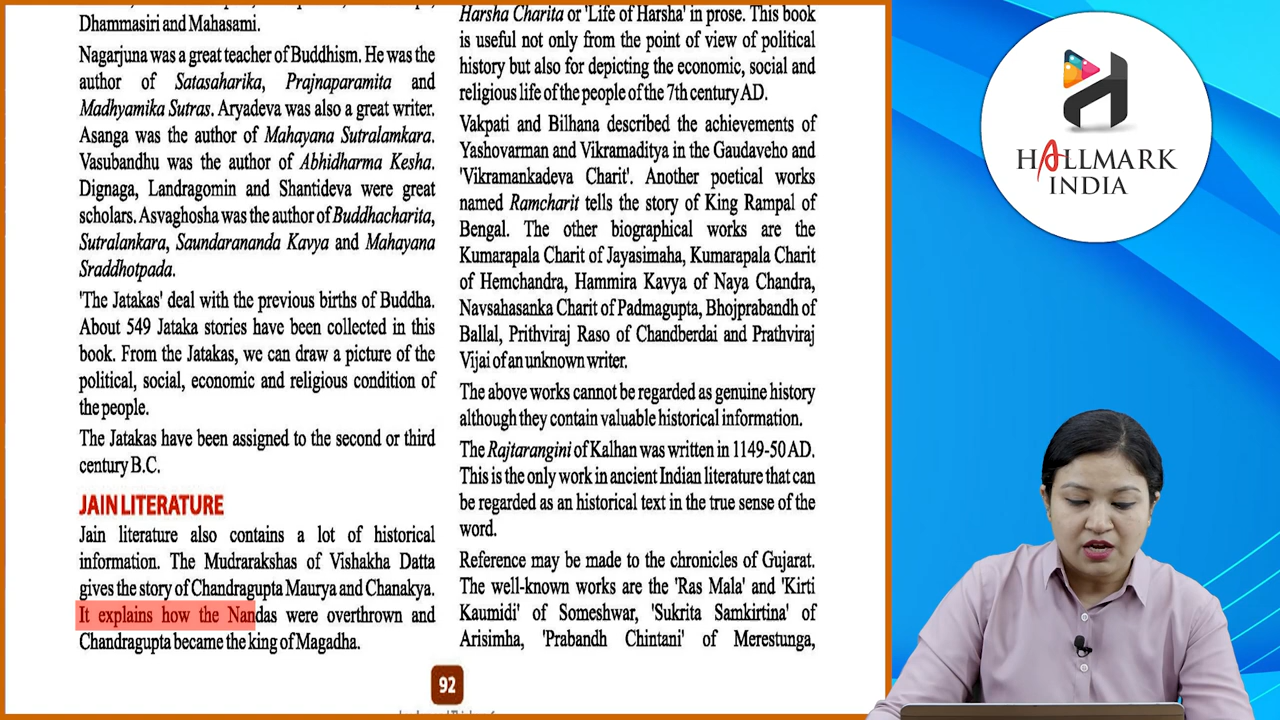 Dhammasiri and Mahasami.
Nagarjuna was a great teacher of Buddhism. He was the
author of Satasaharika, Prajnaparamita and
Madhyamika Sutras. Aryadeva was also a great writer.
Asanga was the author of Mahayana Sutralamkara.
Vasubandhu was the author of Abhidharma Kesha.
Dignaga, Landragomin and Shantideva were great
scholars. Asvaghosha was the author of Buddhacharita,
Sutralankara, Saundarananda Kavya and Mahayana
Sraddhotpada.
'The Jatakas' deal with the previous births of Buddha.
About 549 Jataka stories have been collected in this
book. From the Jatakas, we can draw a picture of the
political, social, economic and religious condition of
the people.
The Jatakas have been assigned to the second or third
century B.C.
JAIN LITERATURE
Jain literature also contains a lot of historical
information. The Mudrarakshas of Vishakha Datta
gives the story of Chandragupta Maurya and Chanakya.
It explains how the Nandas were overthrown and
Chandragupta became the king of Magadha.
Harsha Charita or 'Life of Harsha' in prose. This book
is useful not only from the point of view of political
history but also for depicting the economic, social and
religious life of the people of the 7th century AD.
Vakpati and Bilhana described the achievements of
Yashovarman and Vikramaditya in the Gaudaveho and
'Vikramankadeva Charit'. Another poetical works
named Ramcharit tells the story of King Rampal of
Bengal. The other biographical works are the
Kumarapala Charit of Jayasimaha, Kumarapala Charit
of Hemchandra, Hammira Kavya of Naya Chandra,
Navsahasanka Charit of Padmagupta, Bhojprabandh of
Ballal, Prithviraj Raso of Chandberdai and Prathviraj
Vijai of an unknown writer.
The above works cannot be regarded as genuine history
although they contain valuable historical information.
The Rajtarangini of Kalhan was written in 1149-50 AD.
This is the only work in ancient Indian literature that can
be regarded as an historical text in the true sense of the
word.
Reference may be made to the chronicles of Gujarat.
The well-known works are the 'Ras Mala' and 'Kirti
Kaumidi' of Someshwar, 'Sukrita Samkirtina' of
Arisimha, 'Prabandh Chintani' of Merestunga,
92
HALLMARK
INDIA